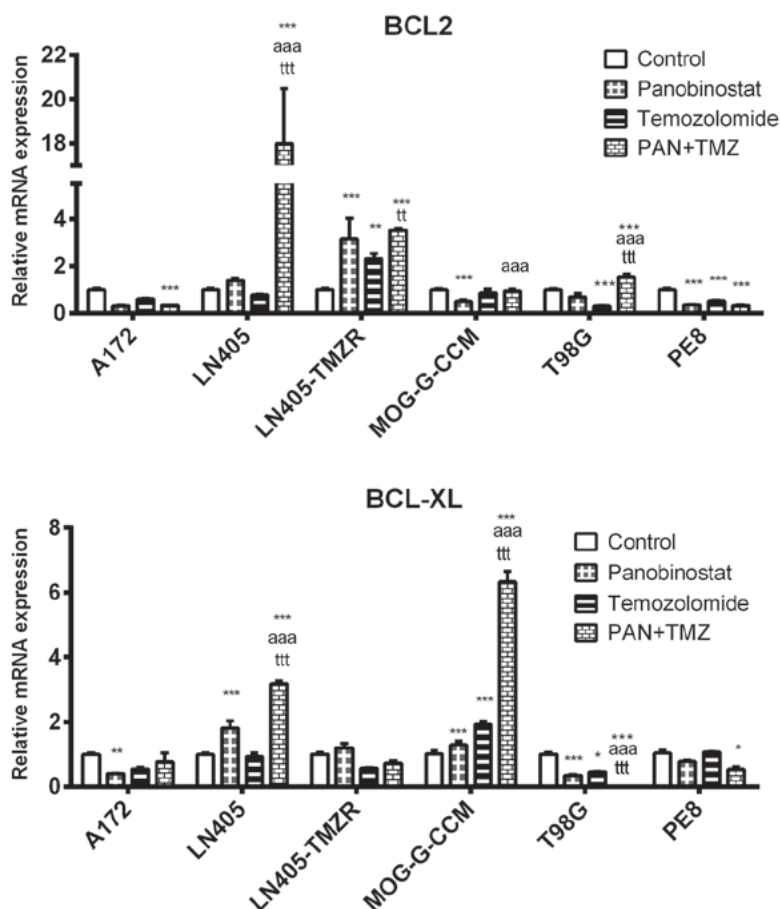 BCL2
Relative mRNA expression
22
20
18
4
2
0
***
aaa
ttt
***
**
***
tt
***
***
aaa
***
***
aaa
ttt
***
***
***
Control
Panobinostat
Temozolomide
PAN+TMZ
A172
LN405
LN405-TMZR
MOG-G-CCM
T98G
PE8
BCL-XL
Relative mRNA expression
8
6
4
2
0
**
***
***
aaa
ttt
***
***
***
aaa
ttt
***
*
***
aaa
ttt
*
Control
Panobinostat
Temozolomide
PAN+TMZ
A172
LN405
LN405-TMZR
MOG-G-CCM
T98G
PE8